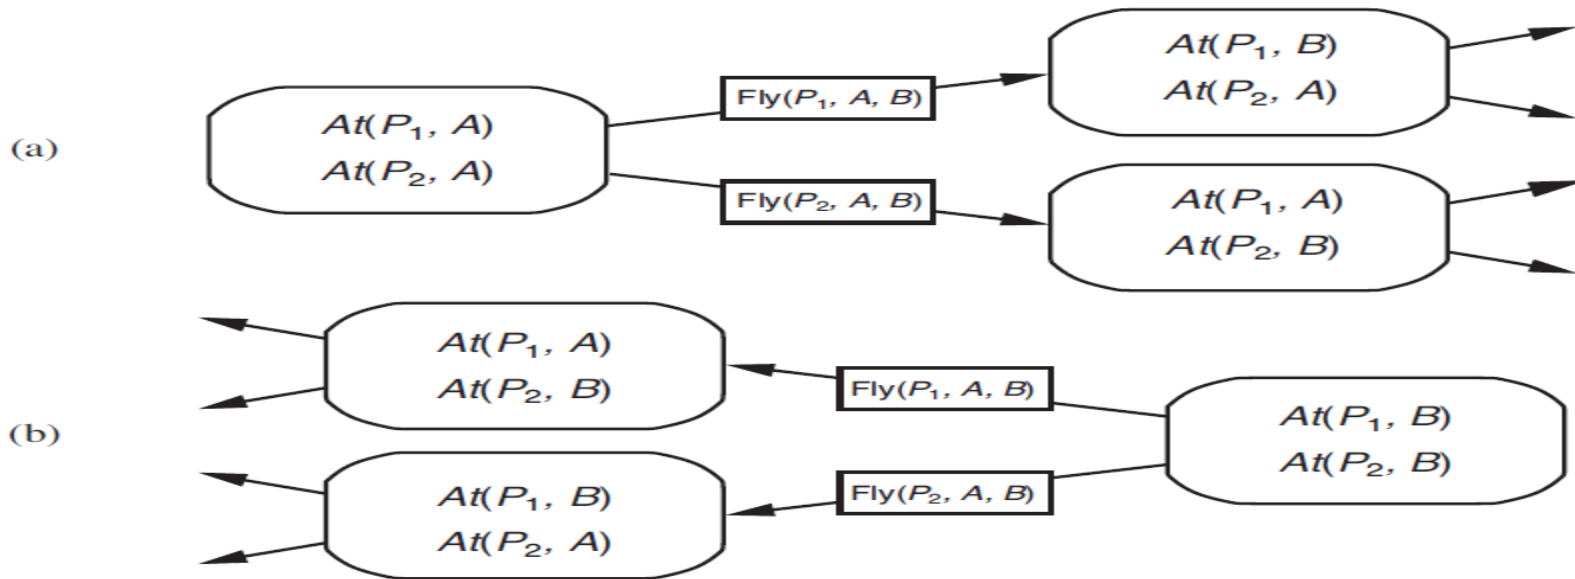 (a)
At(P₁, A)
At(P₂, A)
Fly(P₁, A, B)
Fly(P₂, A, B)
At(P₁, B)
At(P₂, A)
At(P₁, A)
At(P₂, B)
(b)
At(P₁, A)
At(P₂, B)
At(P₁, B)
At(P₂, A)
Fly(P₁, A, B)
Fly(P₂, A, B)
At(P₁, B)
At(P₂, B)